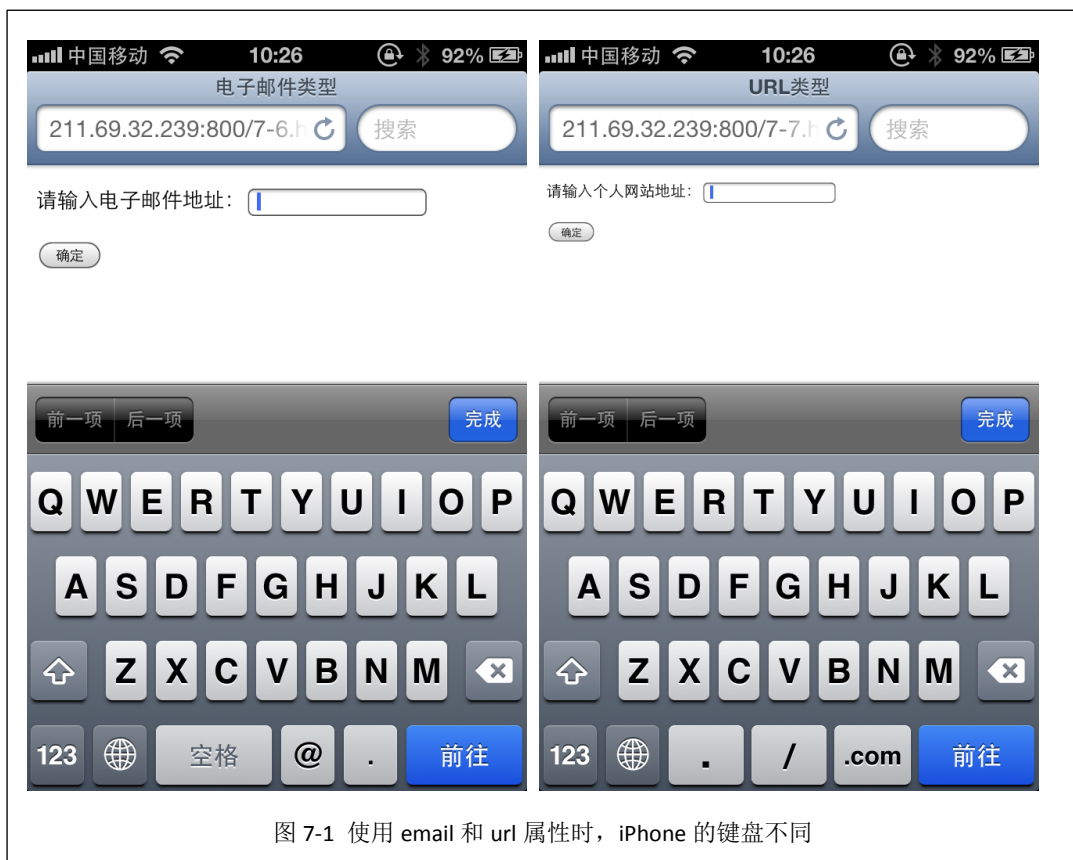 中国移动 10:26 92%
电子邮件类型
211.69.32.239:800/7-6.h 搜索
请输入电子邮件地址：
确定
前一项 后一项 完成
Q W E R T Y U I O P
A S D F G H J K L
Z X C V B N M
123 空格 @ . 前往
中国移动 10:26 92%
URL类型
211.69.32.239:800/7-7.h 搜索
请输入个人网站地址：
确定
前一项 后一项 完成
Q W E R T Y U I O P
A S D F G H J K L
Z X C V B N M
123 . / .com 前往
图 7-1 使用 email 和 url 属性时，iPhone 的键盘不同